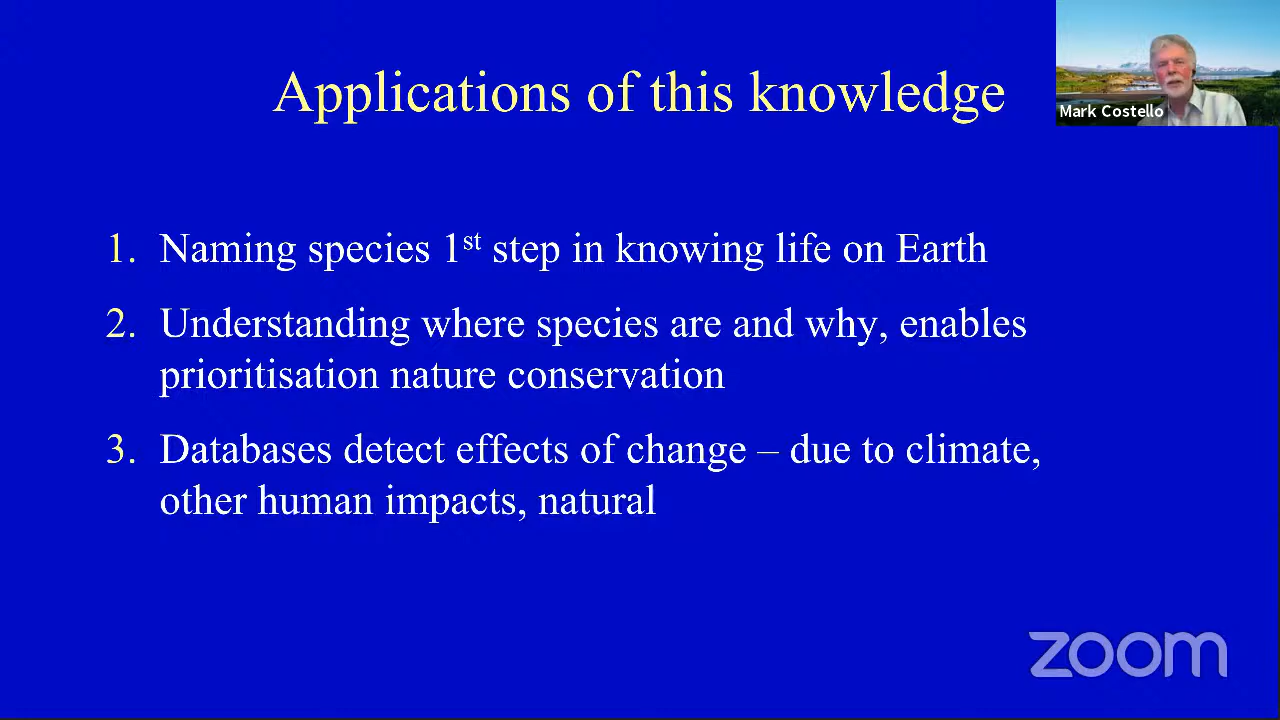 Applications of this knowledge
Mark Costello
1. Naming species 1st step in knowing life on Earth
2. Understanding where species are and why, enables
prioritisation nature conservation
3. Databases detect effects of change – due to climate,
other human impacts, natural
zoom